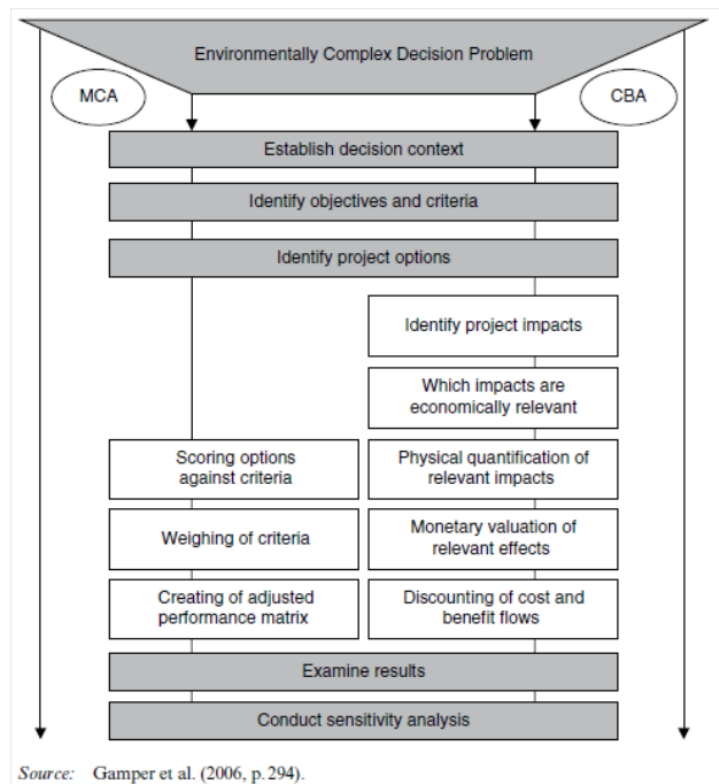 Environmentally Complex Decision Problem
MCA
CBA
Establish decision context
Identify objectives and criteria
Identify project options
Identify project impacts
Which impacts are
economically relevant
Scoring options
against criteria
Physical quantification of
relevant impacts
Weighing of criteria
Monetary valuation of
relevant effects
Creating of adjusted
performance matrix
Discounting of cost and
benefit flows
Examine results
Conduct sensitivity analysis
Source: Gamper et al. (2006, p.294).